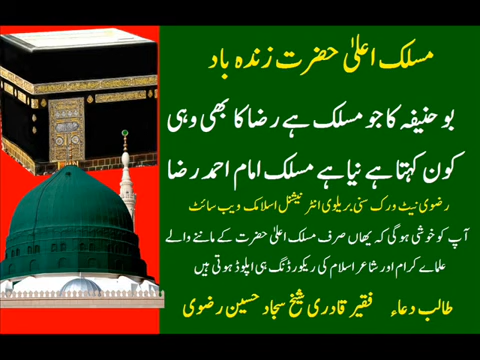 مسلک اعلیٰ حضرت زندہ باد
بو حنیفہ کا جو مسلک ہے رضا کا بھی وہی
کون کہتا ہے نیا ہے مسلک امام احمد رضا
رضوی نیٹ ورک سنی بریلوی انٹرنیشنل اسلامک ویب سائٹ
آپ کو خوشی ہوگی کہ یھاں صرف مسلک اعلیٰ حضرت کے ماننے والے
علماے کرام اور شاعر اسلام کی ریکورڈنگ ہی اپلوڈ ہوتی ہیں
طالب دعاء فقیر قادری شیخ سجاد حسین رضوی